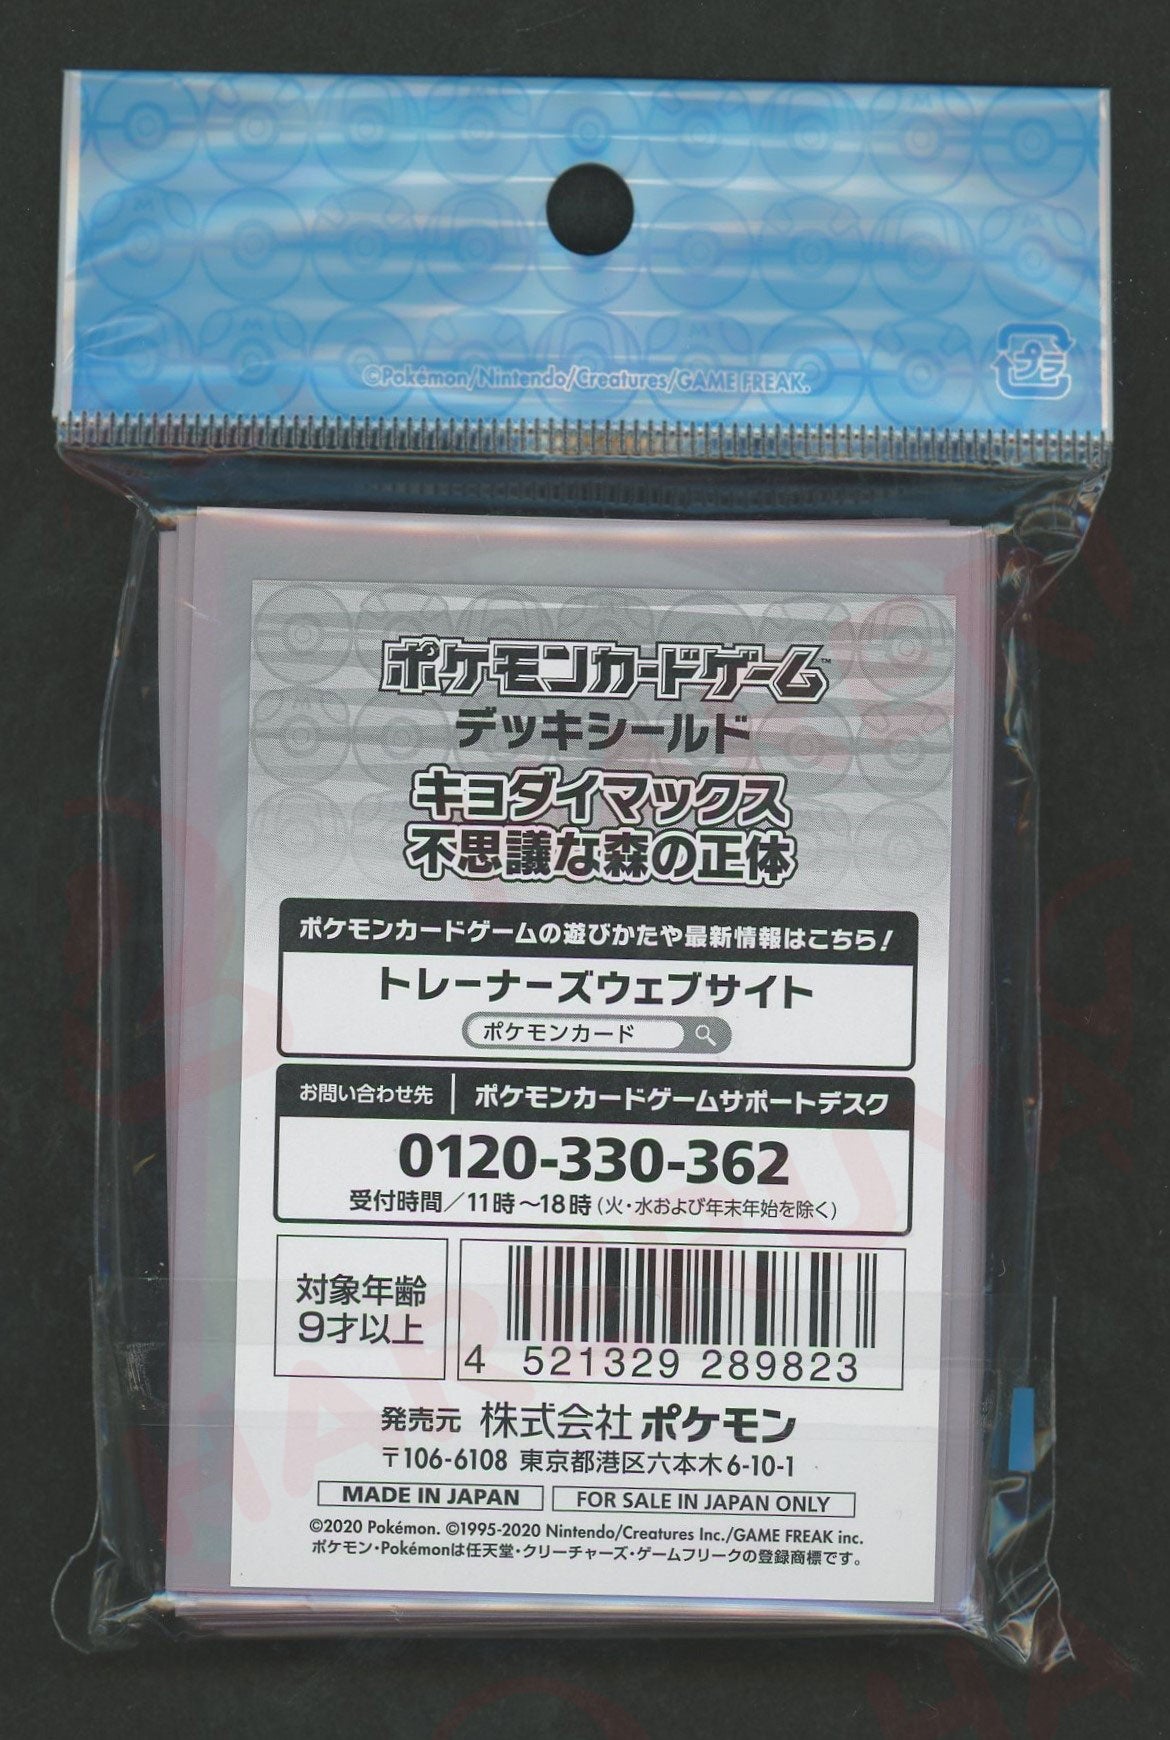 ©Pokémon/Nintendo/Creatures/GAME FREAK.
プラ
ポケモンカードゲーム™
デッキシールド
キョダイマックス
不思議な森の正体
ポケモンカードゲームの遊びかたや最新情報はこちら！
トレーナーズウェブサイト
ポケモンカード
お問い合わせ先 ポケモンカードゲームサポートデスク
0120-330-362
受付時間／11時～18時（火・水および年末年始を除く）
対象年齢
9才以上
4 521329 289823
発売元 株式会社ポケモン
〒106-6108 東京都港区六本木6-10-1
MADE IN JAPAN FOR SALE IN JAPAN ONLY
©2020 Pokémon. ©1995-2020 Nintendo/Creatures Inc./GAME FREAK inc.
ポケモン・Pokémonは任天堂・クリーチャーズ・ゲームフリークの登録商標です。